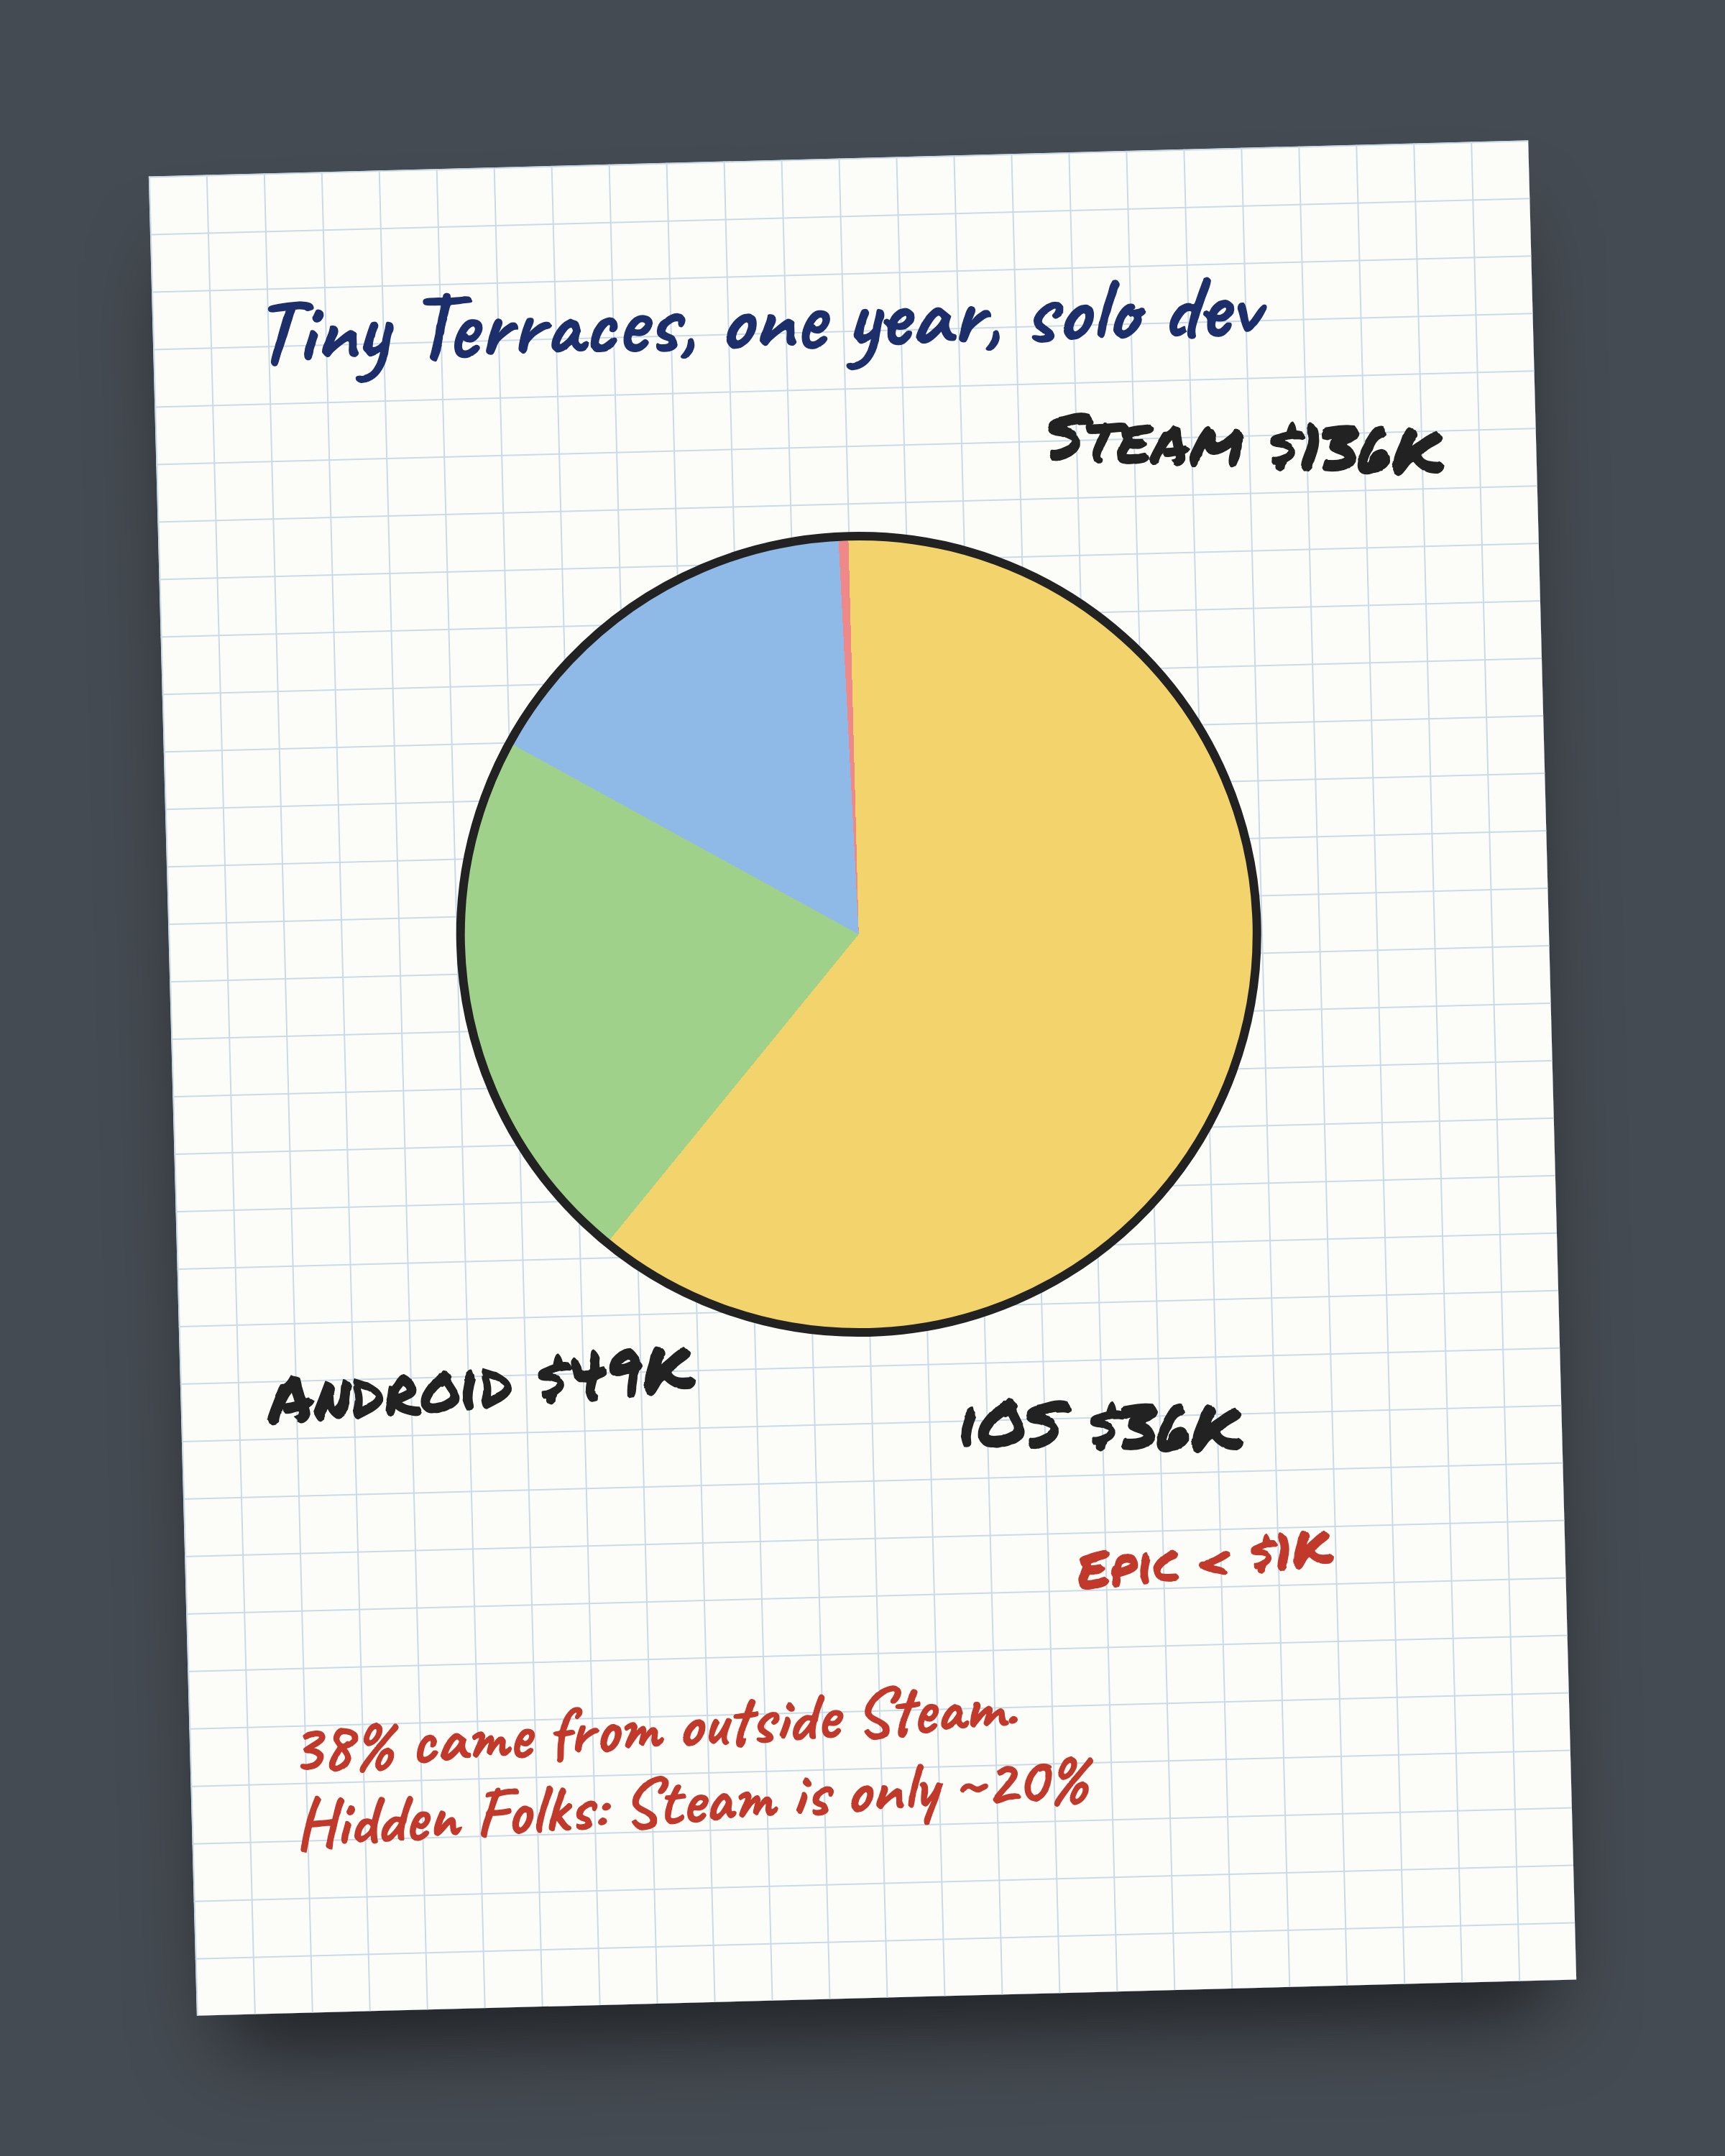 Tiny Terraces, one year, solo dev
STEAM $136K
ANDROID $49K
IOS $36K
EPIC < $1K
38% came from outside Steam.
Hidden Folks: Steam is only ~20%